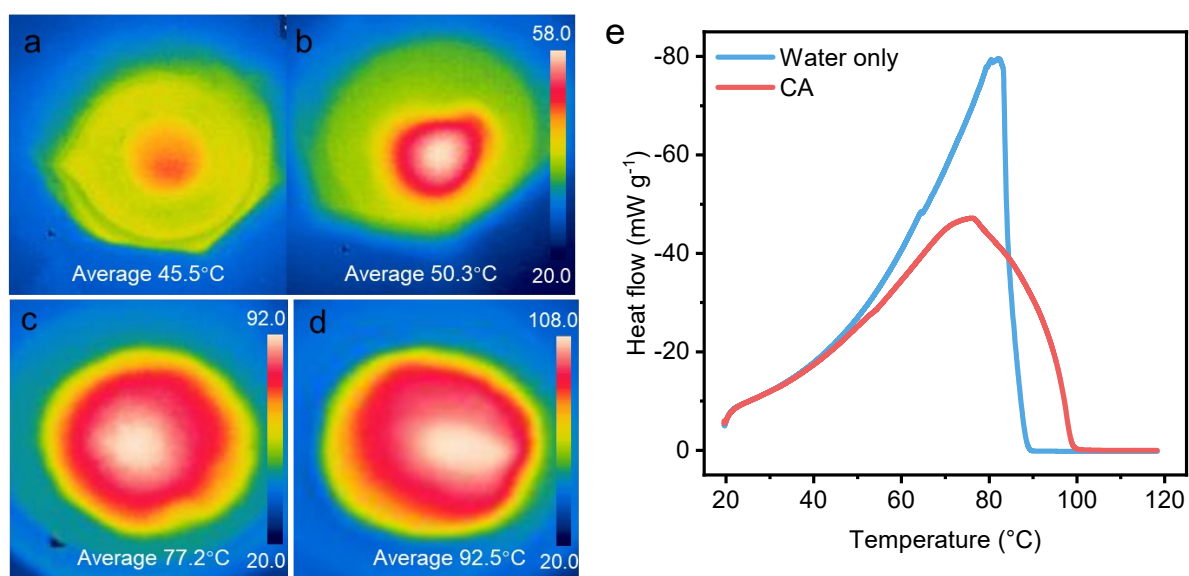 a
b
58.0
Average 45.5°C
Average 50.3°C
20.0
c
d
92.0
108.0
Average 77.2°C
20.0
Average 92.5°C
20.0
e
Water only
CA
-80
-60
-40
-20
0
Heat flow (mW g⁻¹)
20
40
60
80
100
120
Temperature (°C)